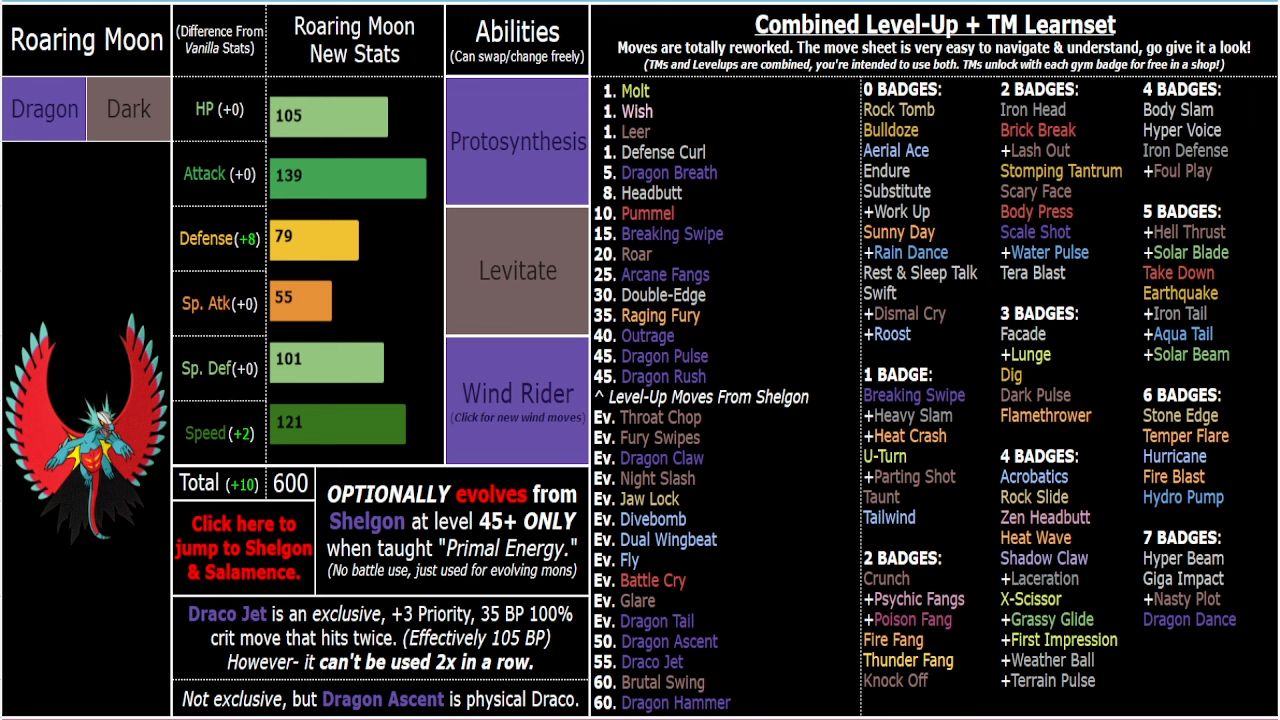 Roaring Moon
Dragon
Dark
(Difference From
Vanilla Stats)
Roaring Moon
New Stats
HP (+0)
105
Attack (+0)
139
Defense(+8)
79
Sp. Atk(+0)
55
Sp. Def(+0)
101
Speed (+2)
121
Total (+10)
600
Abilities
(Can swap/change freely)
Protosynthesis
Levitate
Wind Rider
(Click for new wind moves)
Click here to
jump to Shelgon
& Salamence.
OPTIONALLY evolves from
Shelgon at level 45+ ONLY
when taught "Primal Energy."
(No battle use, just used for evolving mons)
Draco Jet is an exclusive, +3 Priority, 35 BP 100%
crit move that hits twice. (Effectively 105 BP)
However- it can't be used 2x in a row.
Not exclusive, but Dragon Ascent is physical Draco.
Combined Level-Up + TM Learnset
Moves are totally reworked. The move sheet is very easy to navigate & understand, go give it a look!
(TMs and Levelups are combined, you're intended to use both. TMs unlock with each gym badge for free in a shop!)
1. Molt
1. Wish
1. Leer
1. Defense Curl
5. Dragon Breath
8. Headbutt
10. Pummel
15. Breaking Swipe
20. Roar
25. Arcane Fangs
30. Double-Edge
35. Raging Fury
40. Outrage
45. Dragon Pulse
45. Dragon Rush
^ Level-Up Moves From Shelgon
Ev. Throat Chop
Ev. Fury Swipes
Ev. Dragon Claw
Ev. Night Slash
Ev. Jaw Lock
Ev. Divebomb
Ev. Dual Wingbeat
Ev. Fly
Ev. Battle Cry
Ev. Glare
Ev. Dragon Tail
50. Dragon Ascent
55. Draco Jet
60. Brutal Swing
60. Dragon Hammer
0 BADGES:
Rock Tomb
Bulldoze
Aerial Ace
Endure
Substitute
+Work Up
Sunny Day
+Rain Dance
Rest & Sleep Talk
Swift
+Dismal Cry
+Roost
1 BADGE:
Breaking Swipe
+Heavy Slam
+Heat Crash
U-Turn
+Parting Shot
Taunt
Tailwind
2 BADGES:
Crunch
+Psychic Fangs
+Poison Fang
Fire Fang
Thunder Fang
Knock Off
2 BADGES:
Iron Head
Brick Break
+Lash Out
Stomping Tantrum
Scary Face
Body Press
Scale Shot
+Water Pulse
Tera Blast
3 BADGES:
Facade
+Lunge
Dig
Dark Pulse
Flamethrower
4 BADGES:
Acrobatics
Rock Slide
Zen Headbutt
Heat Wave
Shadow Claw
+Laceration
X-Scissor
+Grassy Glide
+First Impression
+Weather Ball
+Terrain Pulse
4 BADGES:
Body Slam
Hyper Voice
Iron Defense
+Foul Play
5 BADGES:
+Hell Thrust
+Solar Blade
Take Down
Earthquake
+Iron Tail
+Aqua Tail
+Solar Beam
6 BADGES:
Stone Edge
Temper Flare
Hurricane
Fire Blast
Hydro Pump
7 BADGES:
Hyper Beam
Giga Impact
+Nasty Plot
Dragon Dance